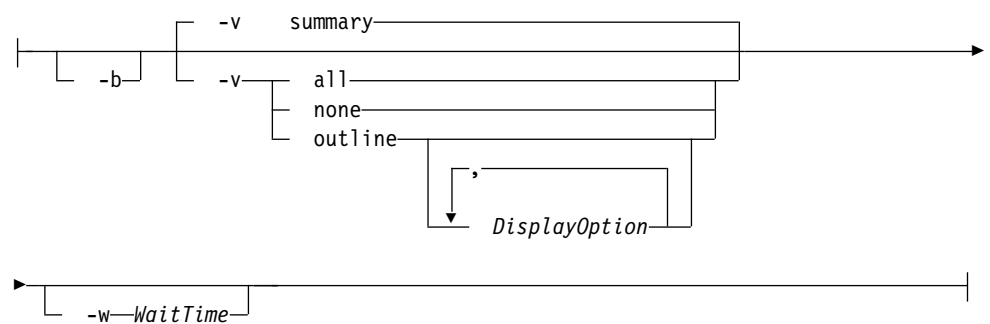 -v summary
-b -v all
none
outline
,
DisplayOption
-w WaitTime